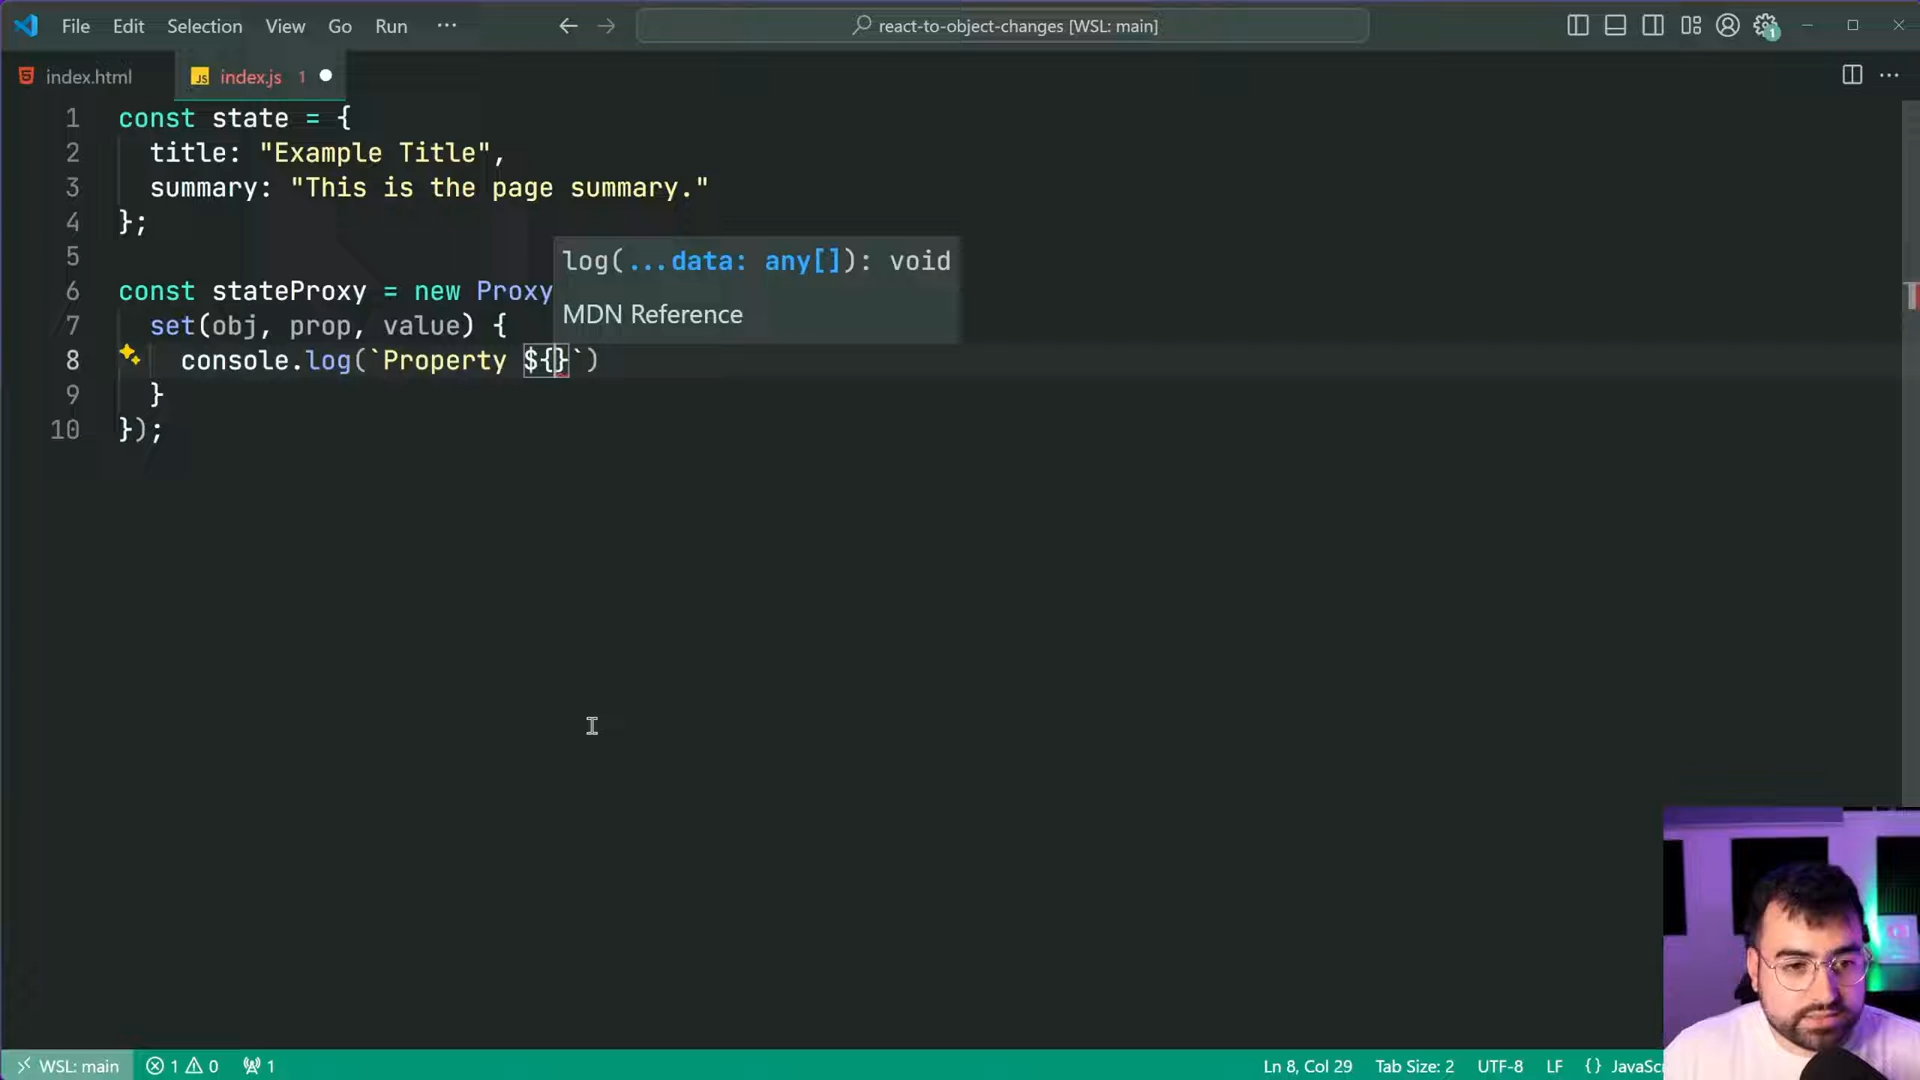 File Edit Selection View Go Run ··· react-to-object-changes [WSL: main] 1
index.html JS index.js 1
1 const state = {
2 title: "Example Title",
3 summary: "This is the page summary."
4 };
5
log(...data: any[]): void
6 const stateProxy = new Proxy
MDN Reference
7 set(obj, prop, value) {
8 console.log(`Property ${}`)
9 }
10 });
WSL: main 1 0 1 Ln 8, Col 29 Tab Size: 2 UTF-8 LF {} JavaSc